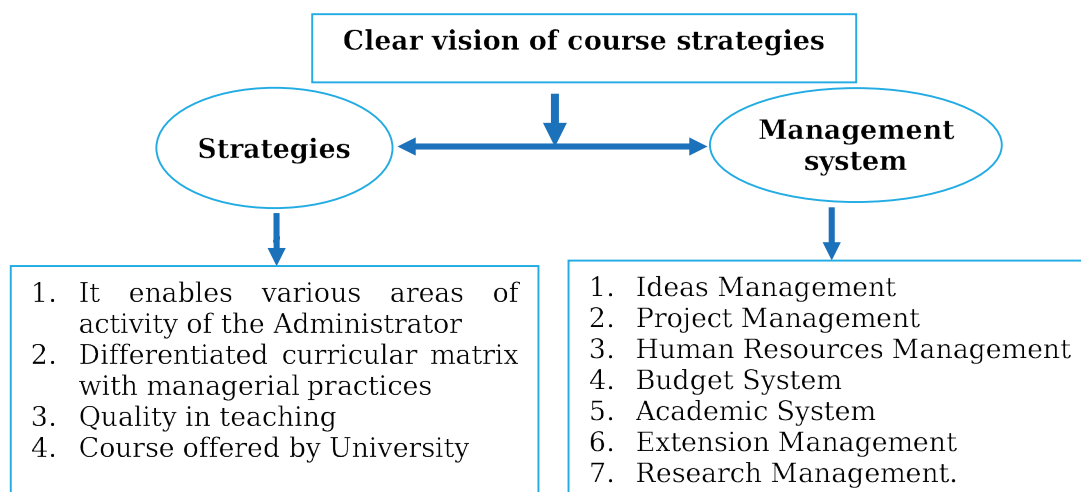 Clear vision of course strategies
Strategies
Management
system
1. It enables various areas of
activity of the Administrator
2. Differentiated curricular matrix
with managerial practices
3. Quality in teaching
4. Course offered by University
1. Ideas Management
2. Project Management
3. Human Resources Management
4. Budget System
5. Academic System
6. Extension Management
7. Research Management.